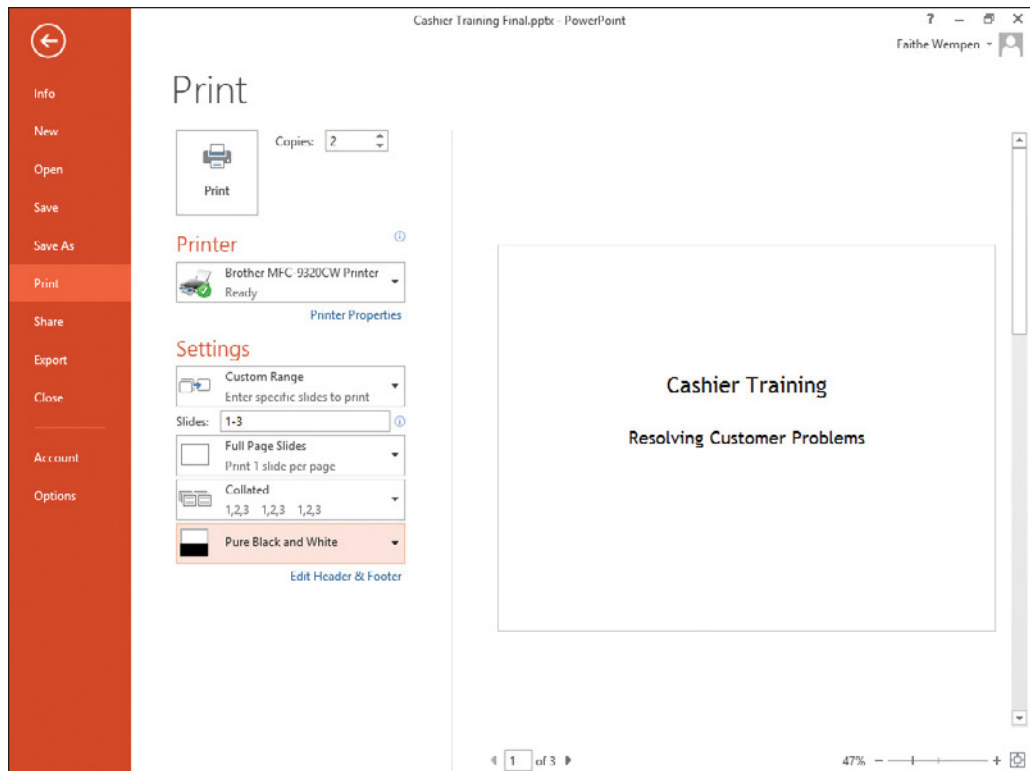 Cashier Training Final.pptx - PowerPoint
?
Faithe Wempen
Info
New
Open
Save
Save As
Print
Share
Export
Close
Account
Options
Print
Print
Copies: 2
Printer
Brother MFC-9320CW Printer
Ready
Printer Properties
Settings
Custom Range
Enter specific slides to print
Slides: 1-3
Full Page Slides
Print 1 slide per page
Collated
1,2,3 1,2,3 1,2,3
Pure Black and White
Edit Header & Footer
Cashier Training
Resolving Customer Problems
1 of 3
47%